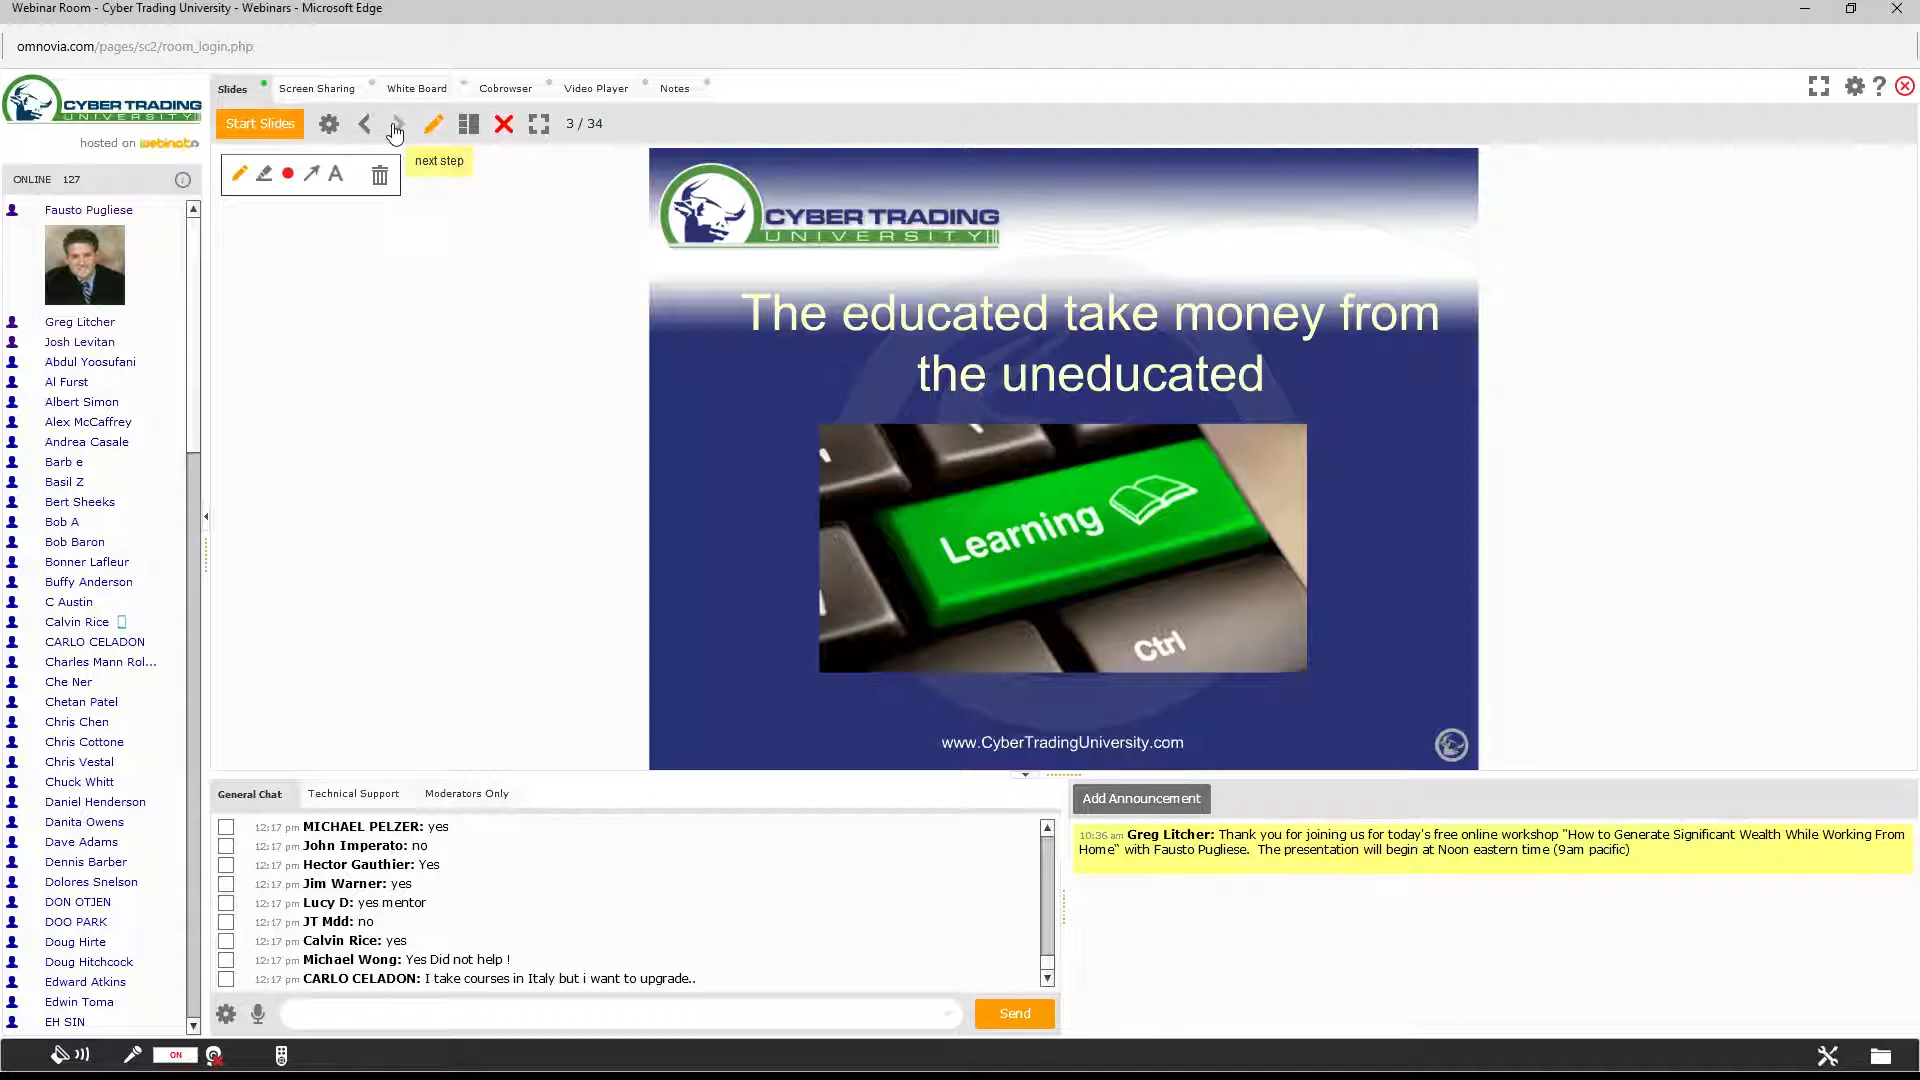 Webinar Room - Cyber Trading University - Webinars - Microsoft Edge
omnovia.com/pages/sc2/room_login.php
CYBER TRADING
UNIVERSITY
hosted on webinato
Slides
Screen Sharing
White Board
Cobrowser
Video Player
Notes
Start Slides
3 / 34
next step
ONLINE 127
Fausto Pugliese
Greg Litcher
Josh Levitan
Abdul Yoosufani
Al Furst
Albert Simon
Alex McCaffrey
Andrea Casale
Barb e
Basil Z
Bert Sheeks
Bob A
Bob Baron
Bonner Lafleur
Buffy Anderson
C Austin
Calvin Rice
CARLO CELADON
Charles Mann Rol...
Che Ner
Chetan Patel
Chris Chen
Chris Cottone
Chris Vestal
Chuck Whitt
Daniel Henderson
Danita Owens
Dave Adams
Dennis Barber
Dolores Snelson
DON OTJEN
DOO PARK
Doug Hirte
Doug Hitchcock
Edward Atkins
Edwin Toma
EH SIN
CYBER TRADING
UNIVERSITY
The educated take money from
the uneducated
Learning
Ctrl
www.CyberTradingUniversity.com
General Chat
Technical Support
Moderators Only
12:17 pm MICHAEL PELZER: yes
12:17 pm John Imperato: no
12:17 pm Hector Gauthier: Yes
12:17 pm Jim Warner: yes
12:17 pm Lucy D: yes mentor
12:17 pm JT Mdd: no
12:17 pm Calvin Rice: yes
12:17 pm Michael Wong: Yes Did not help !
12:17 pm CARLO CELADON: I take courses in Italy but i want to upgrade..
Send
Add Announcement
10:36 am Greg Litcher: Thank you for joining us for today's free online workshop "How to Generate Significant Wealth While Working From
Home" with Fausto Pugliese.  The presentation will begin at Noon eastern time (9am pacific)
ON